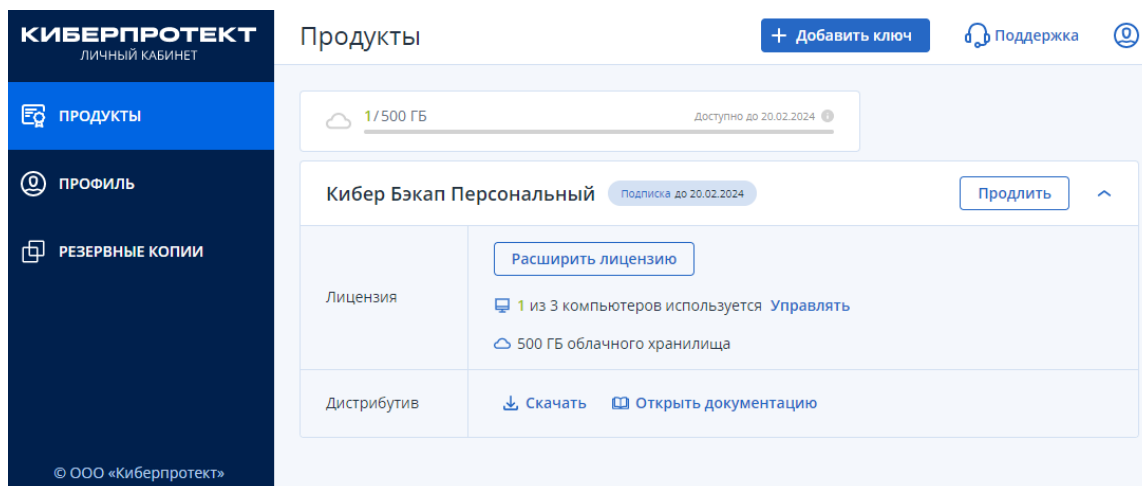 КИБЕРПРОТЕКТ
ЛИЧНЫЙ КАБИНЕТ
ПРОДУКТЫ
ПРОФИЛЬ
РЕЗЕРВНЫЕ КОПИИ
© ООО «Киберпротект»
Продукты
+ Добавить ключ
Поддержка
1/500 ГБ
Доступно до 20.02.2024
Кибер Бэкап Персональный
Подписка до 20.02.2024
Продлить
Лицензия
Расширить лицензию
1 из 3 компьютеров используется Управлять
500 ГБ облачного хранилища
Дистрибутив
Скачать
Открыть документацию